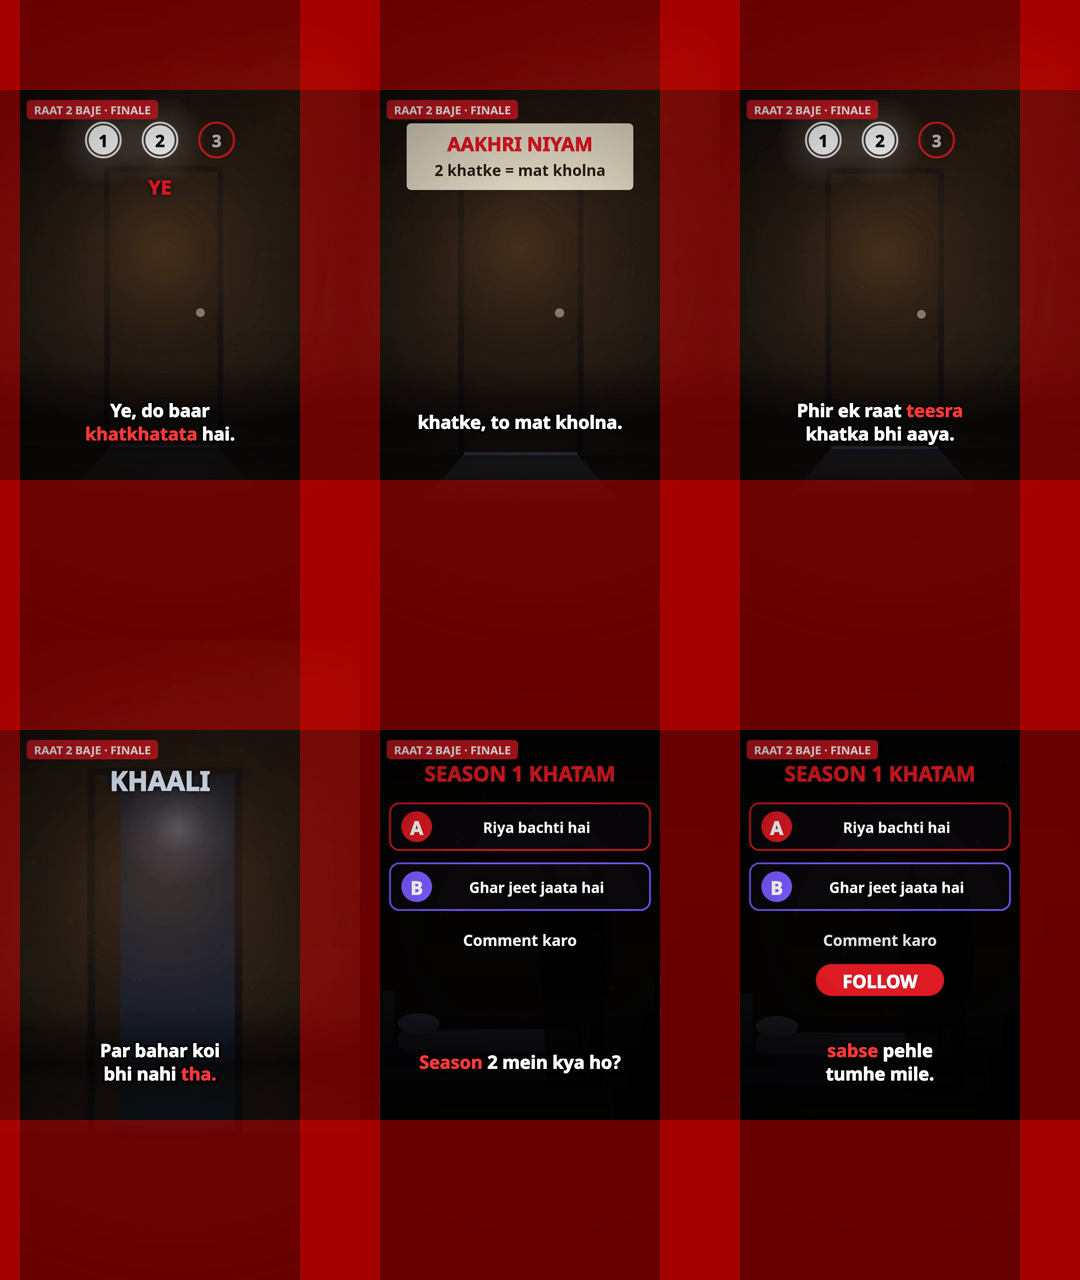 RAAT 2 BAJE · FINALE
1 2 3
YE
Ye, do baar
khatkhatata hai.
RAAT 2 BAJE · FINALE
AAKHRI NIYAM
2 khatke = mat kholna
khatke, to mat kholna.
RAAT 2 BAJE · FINALE
1 2 3
Phir ek raat teesra
khatka bhi aaya.
RAAT 2 BAJE · FINALE
KHAALI
Par bahar koi
bhi nahi tha.
RAAT 2 BAJE · FINALE
SEASON 1 KHATAM
A Riya bachti hai
B Ghar jeet jaata hai
Comment karo
Season 2 mein kya ho?
RAAT 2 BAJE · FINALE
SEASON 1 KHATAM
A Riya bachti hai
B Ghar jeet jaata hai
Comment karo
FOLLOW
sabse pehle
tumhe mile.